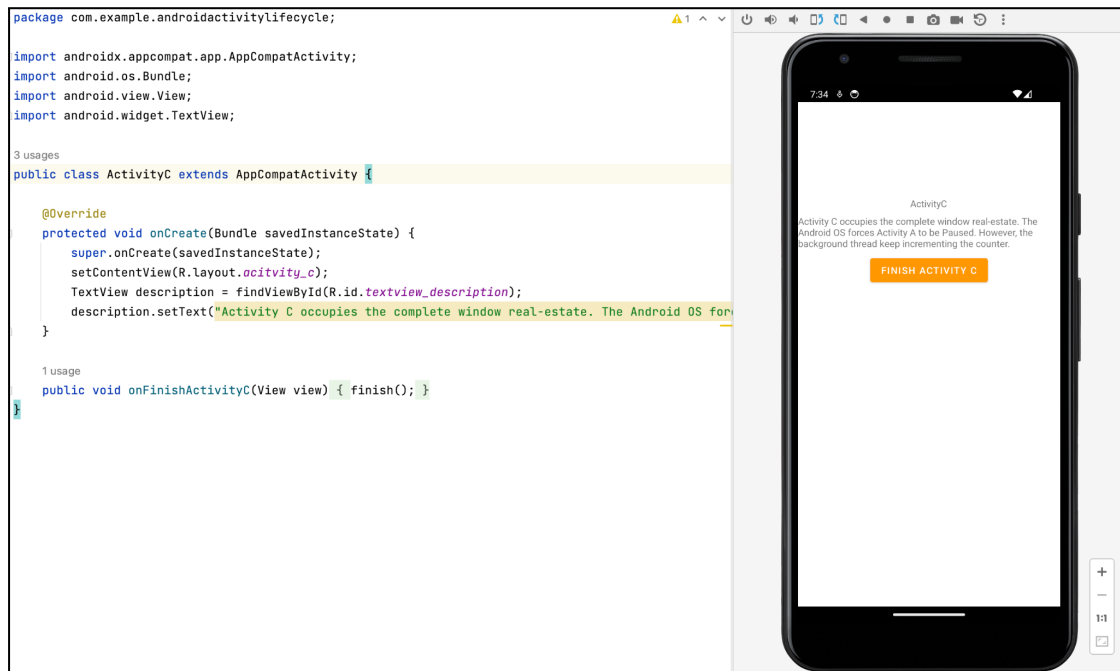 package com.example.androidactivitylifecycle;
1
import androidx.appcompat.app.AppCompatActivity;
import android.os.Bundle;
import android.view.View;
import android.widget.TextView;
3 usages
public class ActivityC extends AppCompatActivity {
@Override
protected void onCreate(Bundle savedInstanceState) {
super.onCreate(savedInstanceState);
setContentView(R.layout.acitvity_c);
TextView description = findViewById(R.id.textview_description);
description.setText("Activity C occupies the complete window real-estate. The Android OS for
}
1 usage
public void onFinishActivityC(View view) { finish(); }
}
7:34
ActivityC
Activity C occupies the complete window real-estate. The
Android OS forces Activity A to be Paused. However, the
background thread keep incrementing the counter.
FINISH ACTIVITY C
+
−
1:1